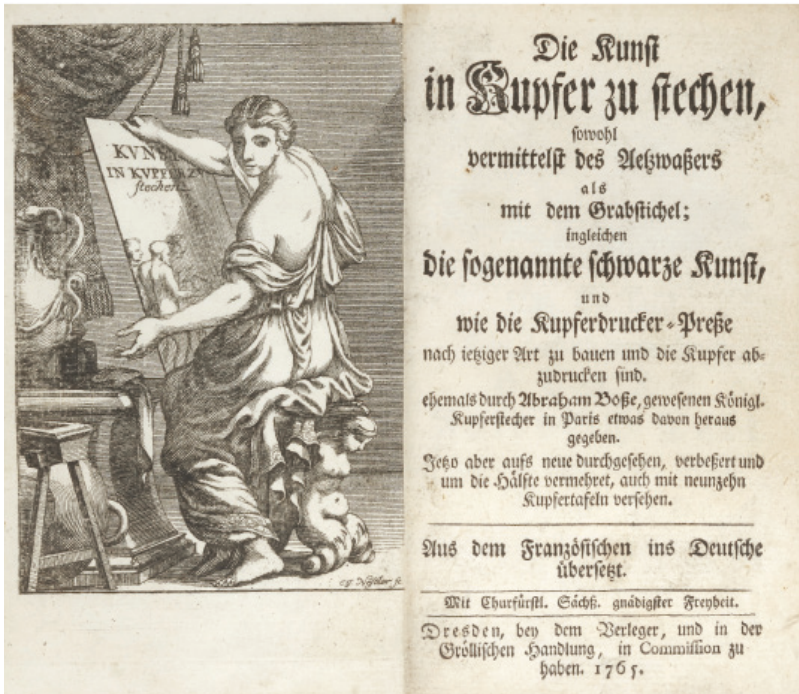 KVNST
IN KVPFER ZV
stechen
Die Kunst
in Kupfer zu stechen,
sowohl
vermittelst des Aetzwaßers
als
mit dem Grabstichel;
ingleichen
die sogenannte schwarze Kunst,
und
wie die Kupferdrucker-Preße
nach ietziger Art zu bauen und die Kupfer ab-
zudrucken sind.
ehemals durch Abraham Boße, gewesenen Königl.
Kupferstecher in Paris etwas davon heraus
gegeben.
Jetzo aber aufs neue durchgesehen, verbeßert und
um die Hälfte vermehret, auch mit neunzehn
Kupfertafeln versehen.
Aus dem Französischen ins Deutsche
übersetzt.
Mit Churfürstl. Sächß. gnädigster Freyheit.
Dresden, bey dem Verleger, und in der
Gröllischen Handlung, in Commission zu
haben. 1765.